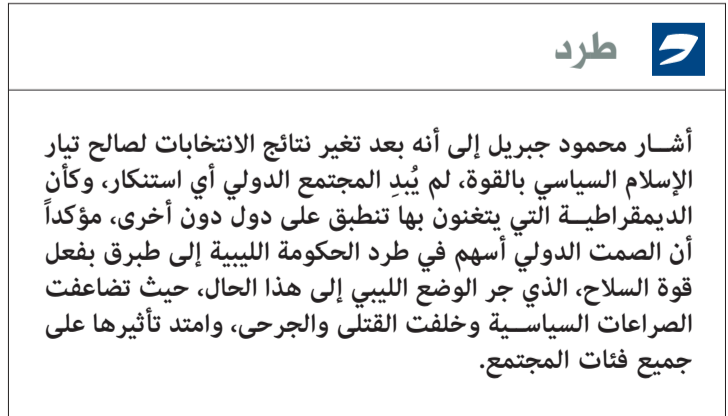 طرد
أشار محمود جبريل إلى أنه بعد تغير نتائج الانتخابات لصالح تيار
الإسلام السياسي بالقوة، لم يُبدِ المجتمع الدولي أي استنكار، وكأن
الديمقراطية التي يتغنون بها تنطبق على دول دون أخرى، مؤكداً
أن الصمت الدولي أسهم في طرد الحكومة الليبية إلى طبرق بفعل
قوة السلاح، الذي جر الوضع الليبي إلى هذا الحال، حيث تضاعفت
الصراعات السياسية وخلفت القتلى والجرحى، وامتد تأثيرها على
جميع فئات المجتمع.